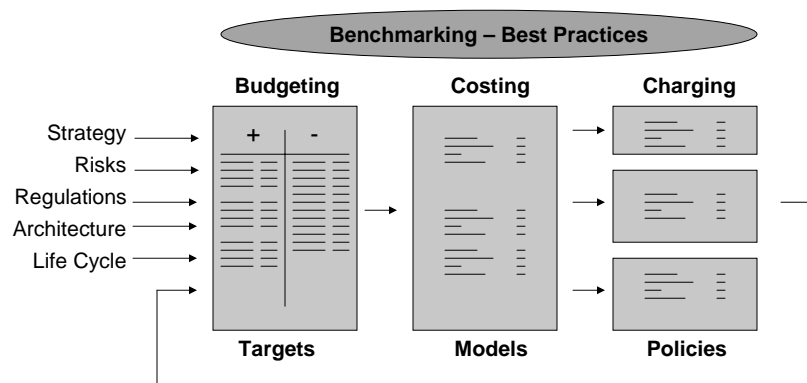 Benchmarking – Best Practices
Budgeting
Costing
Charging
+ -
Strategy
Risks
Regulations
Architecture
Life Cycle
Targets
Models
Policies